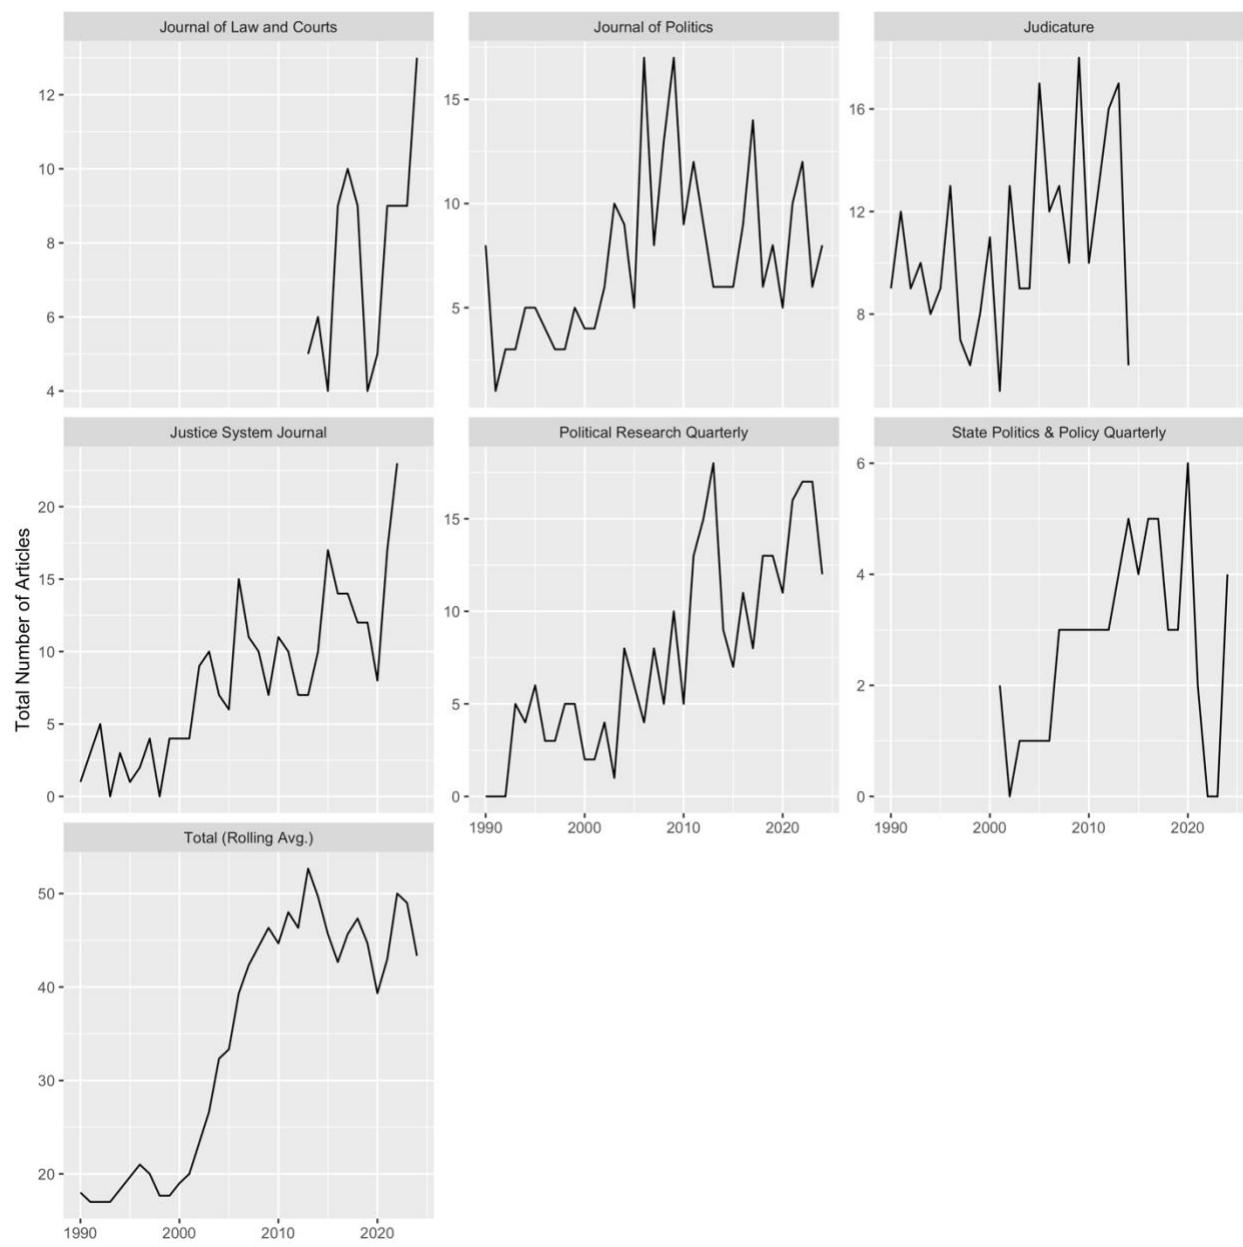 Journal of Law and Courts
Journal of Politics
Judicature
12
10
8
6
4
15
10
5
16
12
8
Justice System Journal
Political Research Quarterly
State Politics & Policy Quarterly
Total Number of Articles
20
15
10
5
0
15
10
5
0
1990 2000 2010 2020
6
4
2
0
1990 2000 2010 2020
Total (Rolling Avg.)
50
40
30
20
1990 2000 2010 2020